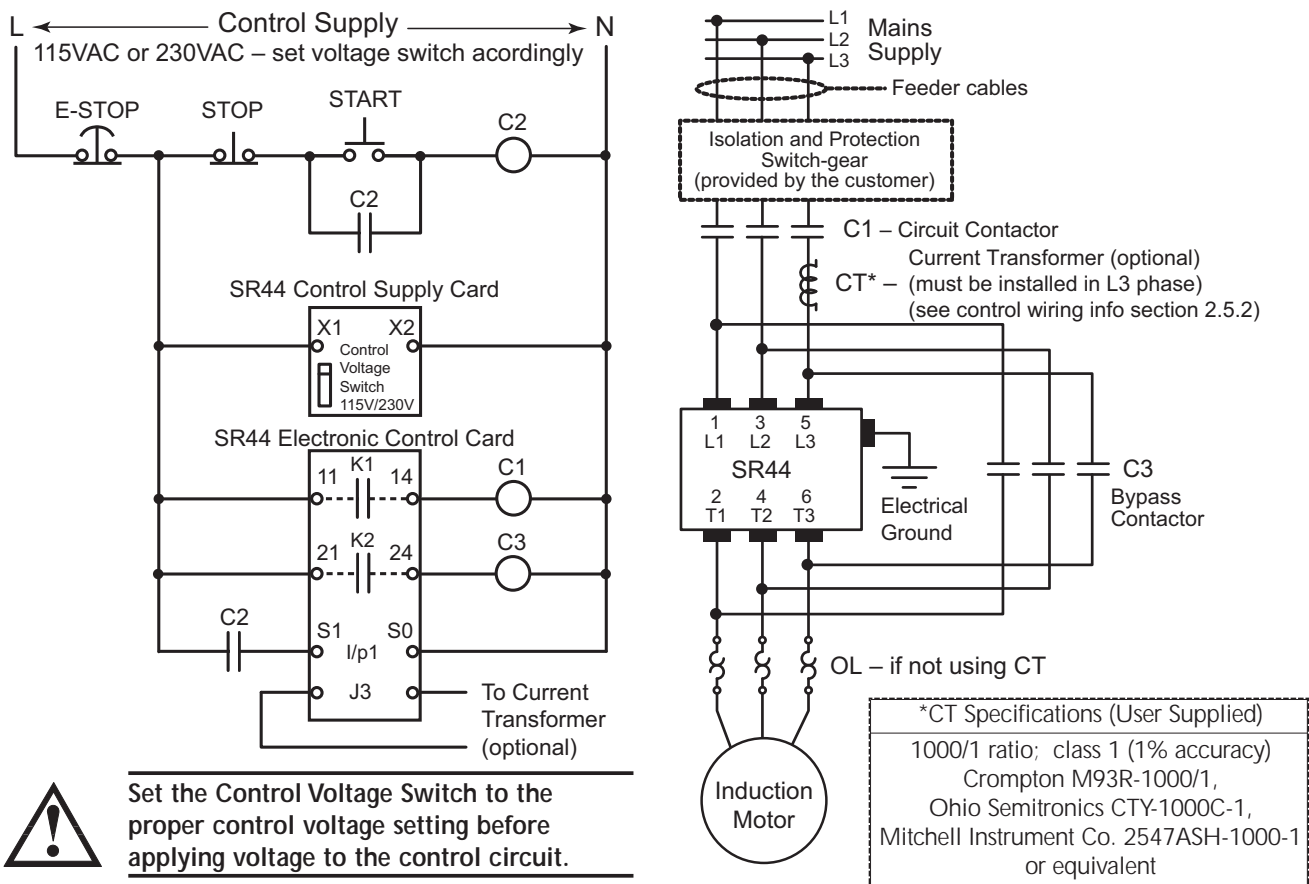 L Control Supply N
115VAC or 230VAC – set voltage switch acordingly
E-STOP STOP START C2
C2
SR44 Control Supply Card
X1 X2
Control
Voltage
Switch
115V/230V
SR44 Electronic Control Card
11 K1 14 C1
21 K2 24 C3
C2
S1 I/p1 S0
J3
To Current
Transformer
(optional)
Set the Control Voltage Switch to the
proper control voltage setting before
applying voltage to the control circuit.
L1
L2
L3
Mains
Supply
Feeder cables
Isolation and Protection
Switch-gear
(provided by the customer)
C1 – Circuit Contactor
Current Transformer (optional)
CT* – (must be installed in L3 phase)
(see control wiring info section 2.5.2)
1 3 5
L1 L2 L3
SR44
2 4 6
T1 T2 T3
Electrical
Ground
C3
Bypass
Contactor
OL – if not using CT
Induction
Motor
*CT Specifications (User Supplied)
1000/1 ratio; class 1 (1% accuracy)
Crompton M93R-1000/1,
Ohio Semitronics CTY-1000C-1,
Mitchell Instrument Co. 2547ASH-1000-1
or equivalent